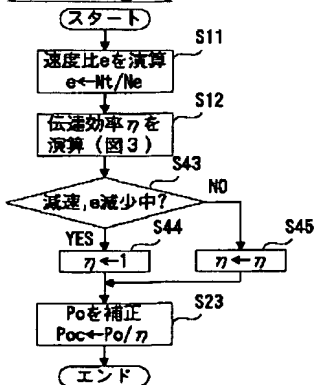 スタート
S11
速度比eを演算
e←Nt/Ne
S12
伝達効率ηを
演算（図3）
S43
減速,e減少中?
NO
YES
S44
S45
η←1
η←η
S23
Poを補正
Poc←Po/η
エンド